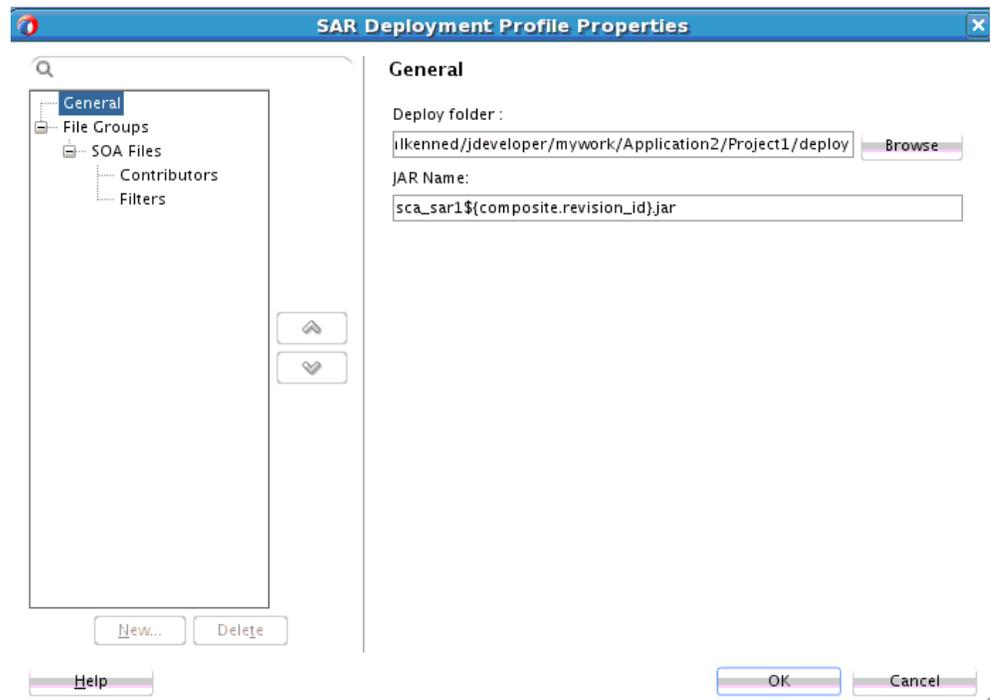 SAR Deployment Profile Properties
General
File Groups
SOA Files
Contributors
Filters
New...
Delete
General
Deploy folder :
ilkenned/jdeveloper/mywork/Application2/Project1/deploy
Browse
JAR Name:
sca_sar1${composite.revision_id}.jar
Help
OK
Cancel